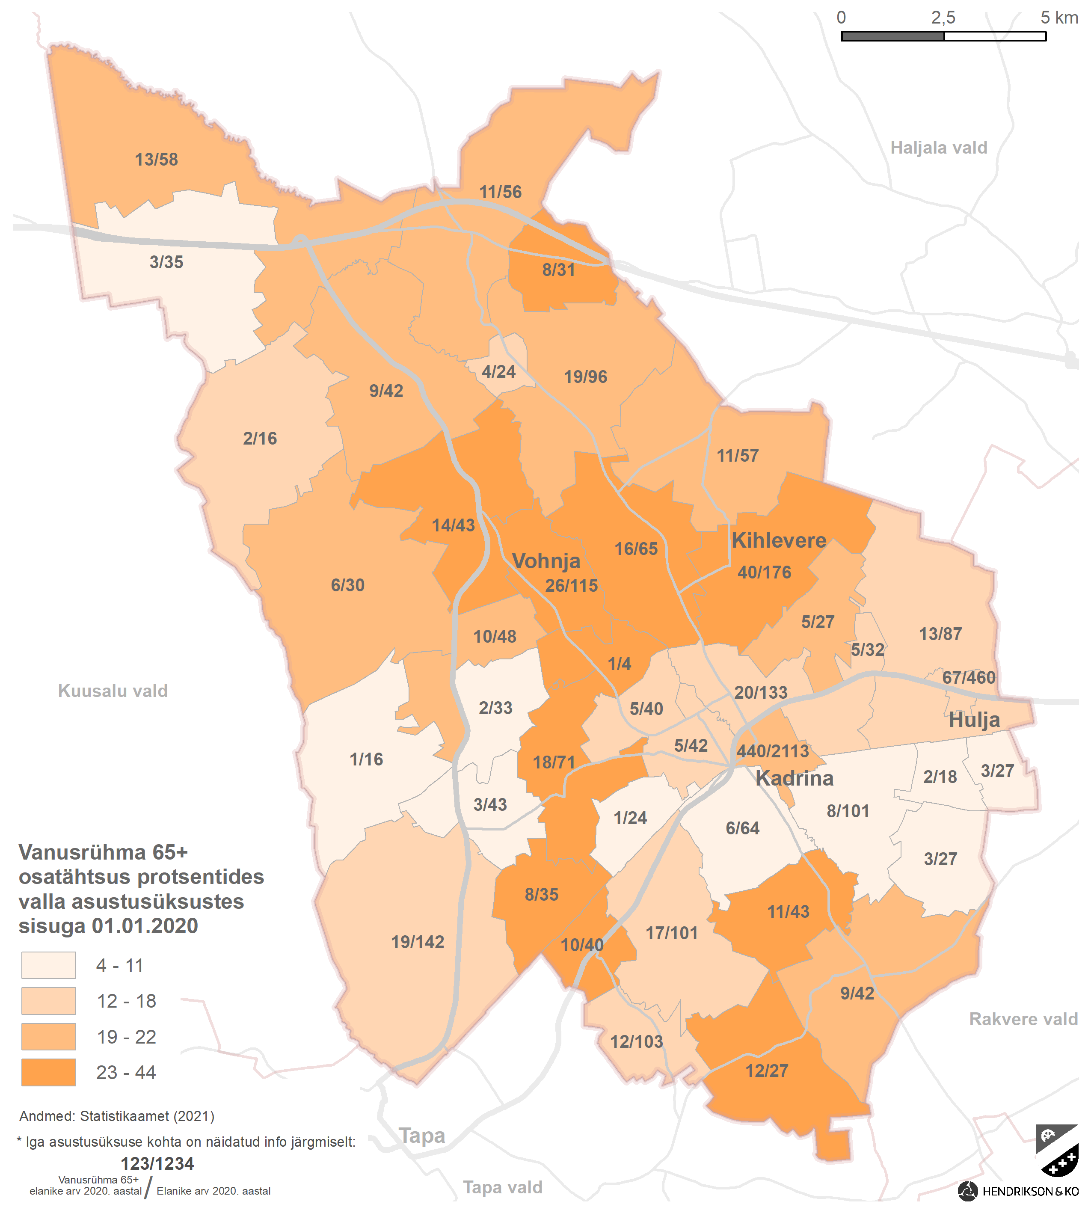 0 2,5 5 km
Haljala vald
13/58
11/56
3/35
8/31
4/24
19/96
9/42
2/16
11/57
14/43
Kihlevere
16/65
Vohnja
40/176
26/115
6/30
5/27
10/48
13/87
5/32
1/4
67/460
Kuusalu vald
20/133
2/33
5/40
Hulja
5/42
440/2113
1/16
18/71
Kadrina
2/18
3/27
3/43
8/101
1/24
6/64
3/27
Vanusrühma 65+
osatähtsus protsentides
valla asustusüksustes
sisuga 01.01.2020
8/35
11/43
17/101
19/142
10/40
4 - 11
9/42
12 - 18
Rakvere vald
19 - 22
12/103
23 - 44
12/27
Andmed: Statistikaamet (2021)
Tapa
* Iga asustusüksuse kohta on näidatud info järgmiselt:
123/1234
Vanusrühma 65+
elanike arv 2020. aastal / Elanike arv 2020. aastal
Tapa vald
HENDRIKSON & KO